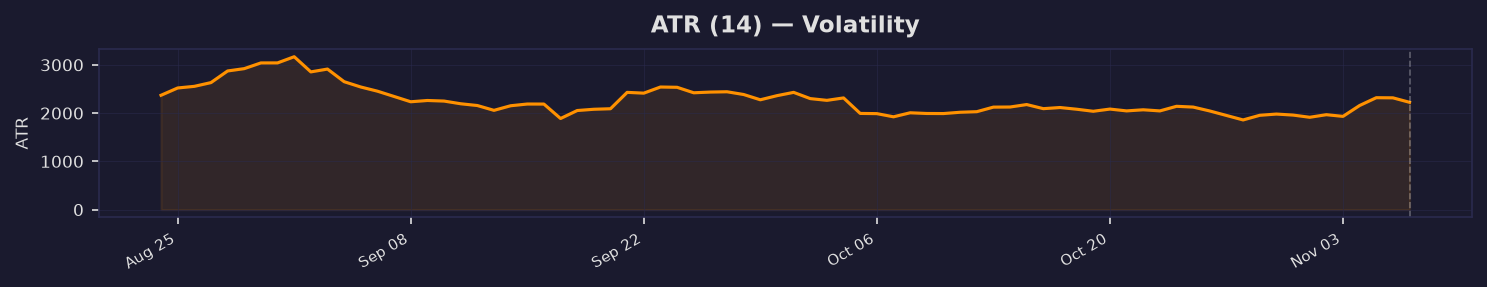 ATR (14) — Volatility
ATR
3000
2000
1000
0
Aug 25
Sep 08
Sep 22
Oct 06
Oct 20
Nov 03